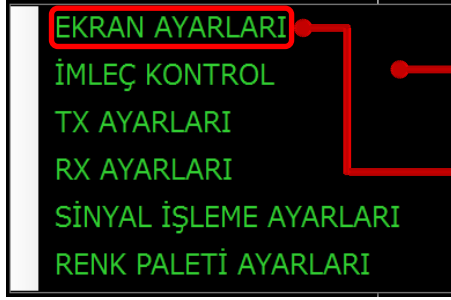 EKRAN AYARLARI
İMLEÇ KONTROL
TX AYARLARI
RX AYARLARI
SİNYAL İŞLEME AYARLARI
RENK PALETİ AYARLARI